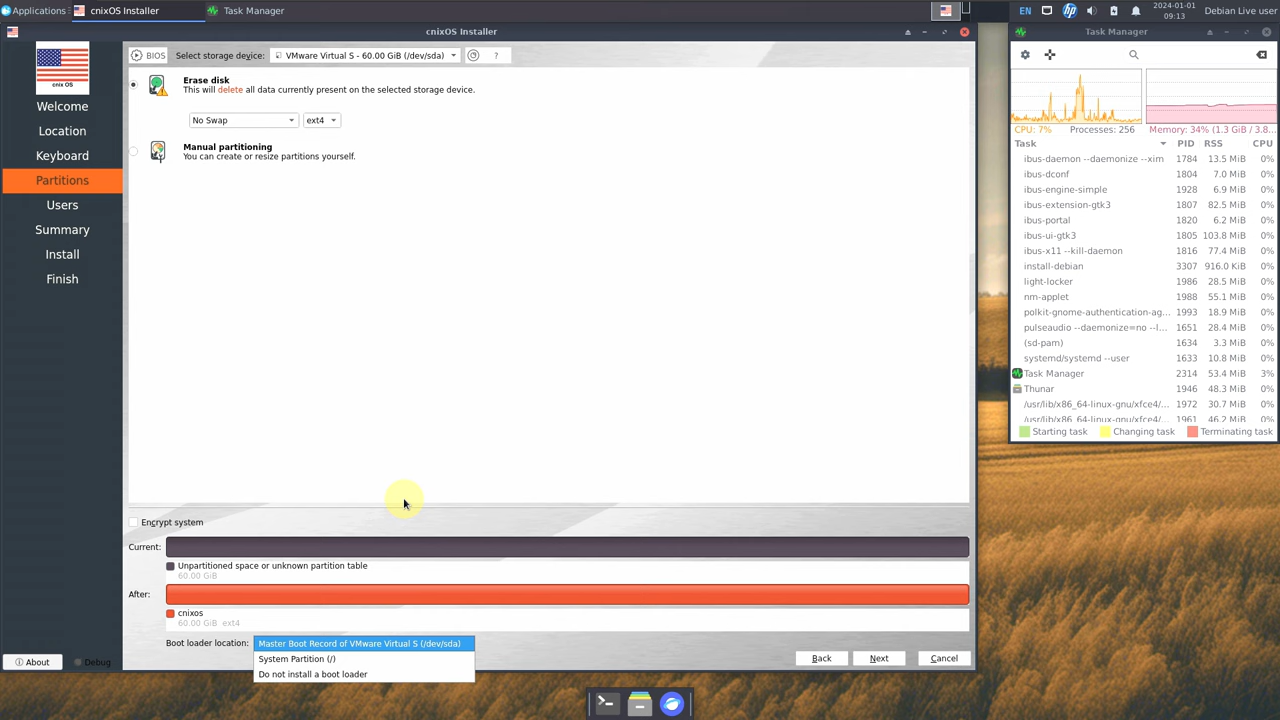 Applications
cnixOS Installer
Task Manager
EN
hp
2024-01-01
09:13
Debian Live user
cnixOS Installer
cnix OS
Welcome
Location
Keyboard
Partitions
Users
Summary
Install
Finish
About
Debug
BIOS
Select storage device:
VMware Virtual S - 60.00 GiB (/dev/sda)
?
Erase disk
This will delete all data currently present on the selected storage device.
No Swap
ext4
Manual partitioning
You can create or resize partitions yourself.
Encrypt system
Current:
Unpartitioned space or unknown partition table
60.00 GiB
After:
cnixos
60.00 GiB ext4
Boot loader location:
Master Boot Record of VMware Virtual S (/dev/sda)
System Partition (/)
Do not install a boot loader
Back
Next
Cancel
Task Manager
CPU: 7%
Processes: 256
Memory: 34% (1.3 GiB / 3.8...
Task PID RSS CPU
ibus-daemon --daemonize --xim 1784 13.5 MiB 0%
ibus-dconf 1804 7.0 MiB 0%
ibus-engine-simple 1928 6.9 MiB 0%
ibus-extension-gtk3 1807 82.5 MiB 0%
ibus-portal 1820 6.2 MiB 0%
ibus-ui-gtk3 1805 103.8 MiB 0%
ibus-x11 --kill-daemon 1816 77.4 MiB 0%
install-debian 3307 916.0 KiB 0%
light-locker 1986 28.5 MiB 0%
nm-applet 1988 55.1 MiB 0%
polkit-gnome-authentication-ag... 1993 18.9 MiB 0%
pulseaudio --daemonize=no --l... 1651 28.4 MiB 0%
(sd-pam) 1634 3.3 MiB 0%
systemd/systemd --user 1633 10.8 MiB 0%
Task Manager 2314 53.4 MiB 3%
Thunar 1946 48.3 MiB 0%
/usr/lib/x86_64-linux-gnu/xfce4/... 1972 30.7 MiB 0%
/usr/lib/x86_64-linux-gnu/xfce4/... 1961 46.2 MiB 0%
Starting task
Changing task
Terminating task